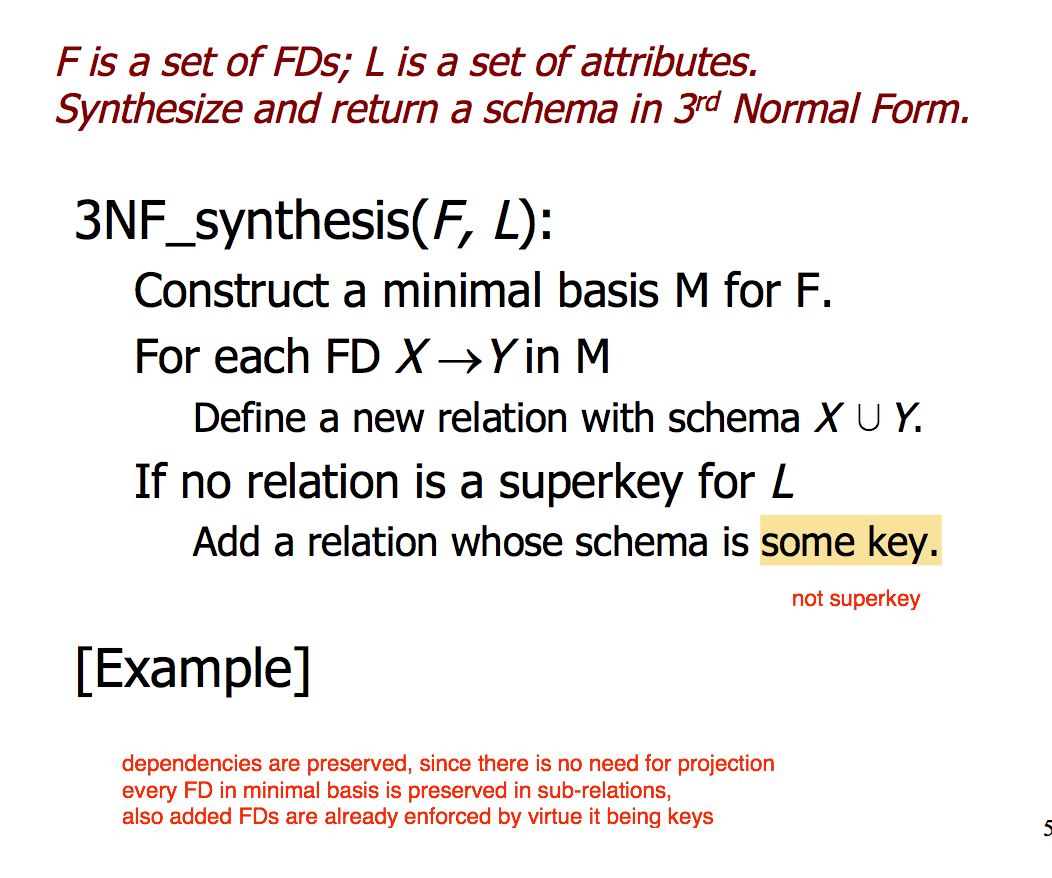 F is a set of FDs; L is a set of attributes.
Synthesize and return a schema in 3rd Normal Form.
3NF_synthesis(F, L):
Construct a minimal basis M for F.
For each FD X → Y in M
Define a new relation with schema X ∪ Y.
If no relation is a superkey for L
Add a relation whose schema is some key.
not superkey
[Example]
dependencies are preserved, since there is no need for projection
every FD in minimal basis is preserved in sub-relations,
also added FDs are already enforced by virtue it being keys
5